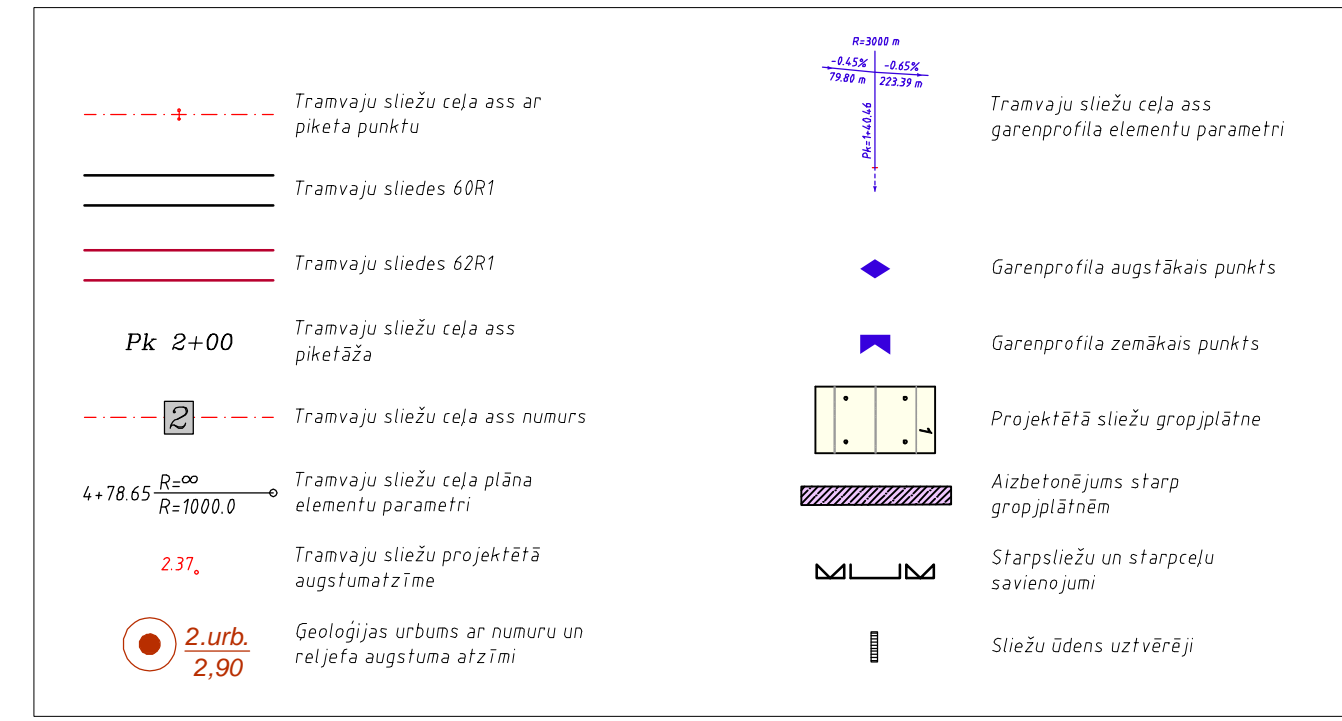 Tramvaju sliežu ceļa ass ar
piketa punktu
Tramvaju sliedes 60R1
Tramvaju sliedes 62R1
Pk 2+00
Tramvaju sliežu ceļa ass
piketāža
2
Tramvaju sliežu ceļa ass numurs
4+78.65
R=∞
R=1000.0
Tramvaju sliežu ceļa plāna
elementu parametri
2.37
Tramvaju sliežu projektētā
augstumatzīme
2.urb.
2,90
Ģeoloģijas urbums ar numuru un
reljefa augstuma atzīmi
R=3000 m
-0.45% -0.65%
79.80 m 223.39 m
Pk=1+40.46
Tramvaju sliežu ceļa ass
garenprofila elementu parametri
Garenprofila augstākais punkts
Garenprofila zemākais punkts
1
Projektētā sliežu gropjplātne
Aizbetonējums starp
gropjplātnēm
Starpsliežu un starpceļu
savienojumi
Sliežu ūdens uztvērēji